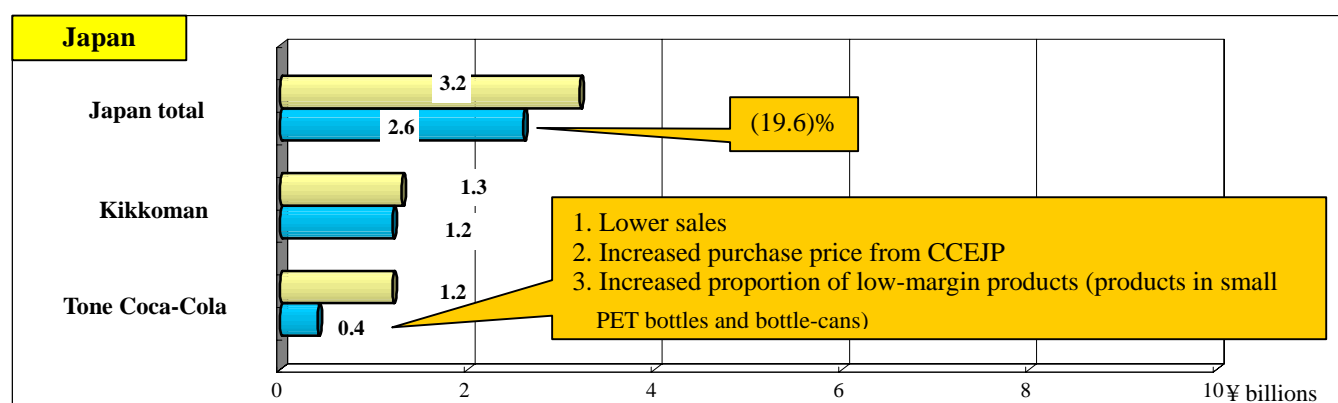 Japan
Japan total
3.2
2.6
(19.6)%
Kikkoman
1.3
1.2
Tone Coca-Cola
1.2
0.4
1. Lower sales
2. Increased purchase price from CCEJP
3. Increased proportion of low-margin products (products in small
PET bottles and bottle-cans)
0 2 4 6 8 10 ¥ billions